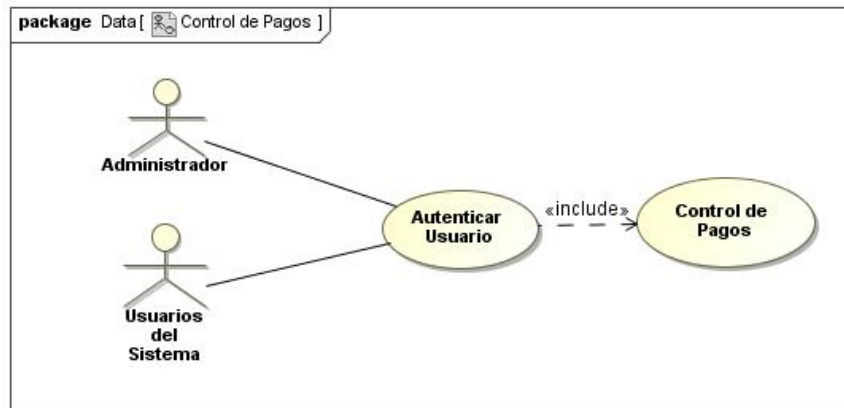 package Data [ Control de Pagos ]
Administrador
Autenticar
Usuario
«include»
Control de
Pagos
Usuarios
del
Sistema